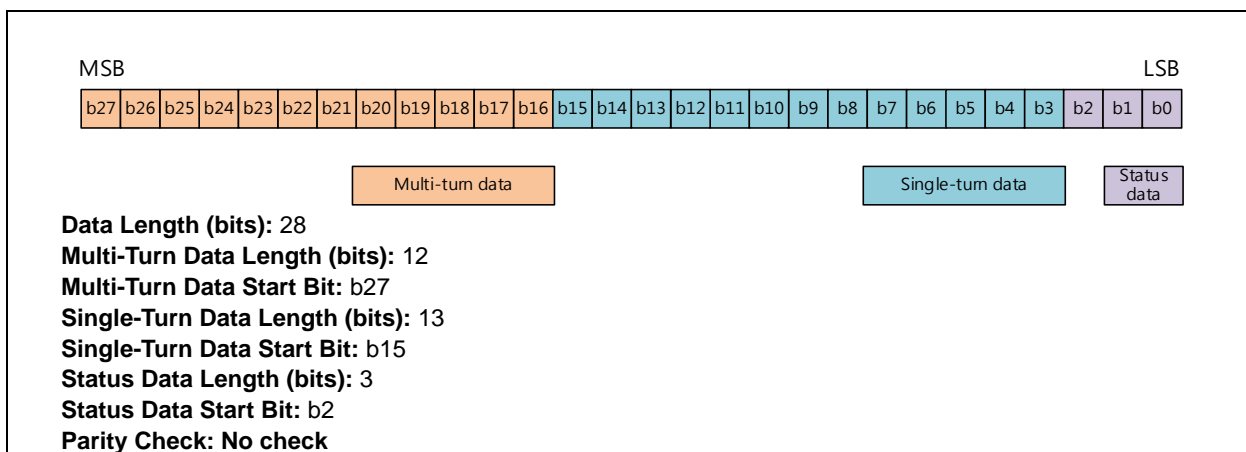 MSB LSB
b27 b26 b25 b24 b23 b22 b21 b20 b19 b18 b17 b16 b15 b14 b13 b12 b11 b10 b9 b8 b7 b6 b5 b4 b3 b2 b1 b0
Multi-turn data Single-turn data Status
data
Data Length (bits): 28
Multi-Turn Data Length (bits): 12
Multi-Turn Data Start Bit: b27
Single-Turn Data Length (bits): 13
Single-Turn Data Start Bit: b15
Status Data Length (bits): 3
Status Data Start Bit: b2
Parity Check: No check